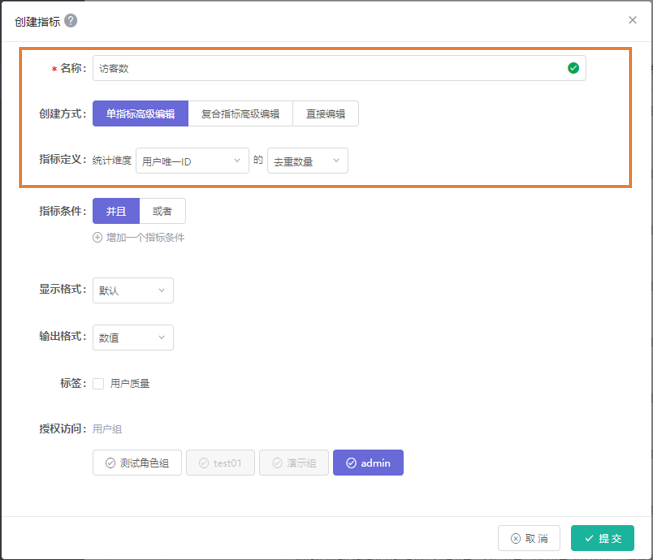 创建指标 ?
* 名称: 访客数
创建方式: 单指标高级编辑 复合指标高级编辑 直接编辑
指标定义: 统计维度 用户唯一ID 的 去重数量
指标条件: 并且 或者
增加一个指标条件
显示格式: 默认
输出格式: 数值
标签: 用户质量
授权访问: 用户组
测试角色组 test01 演示组 admin
取消 提交